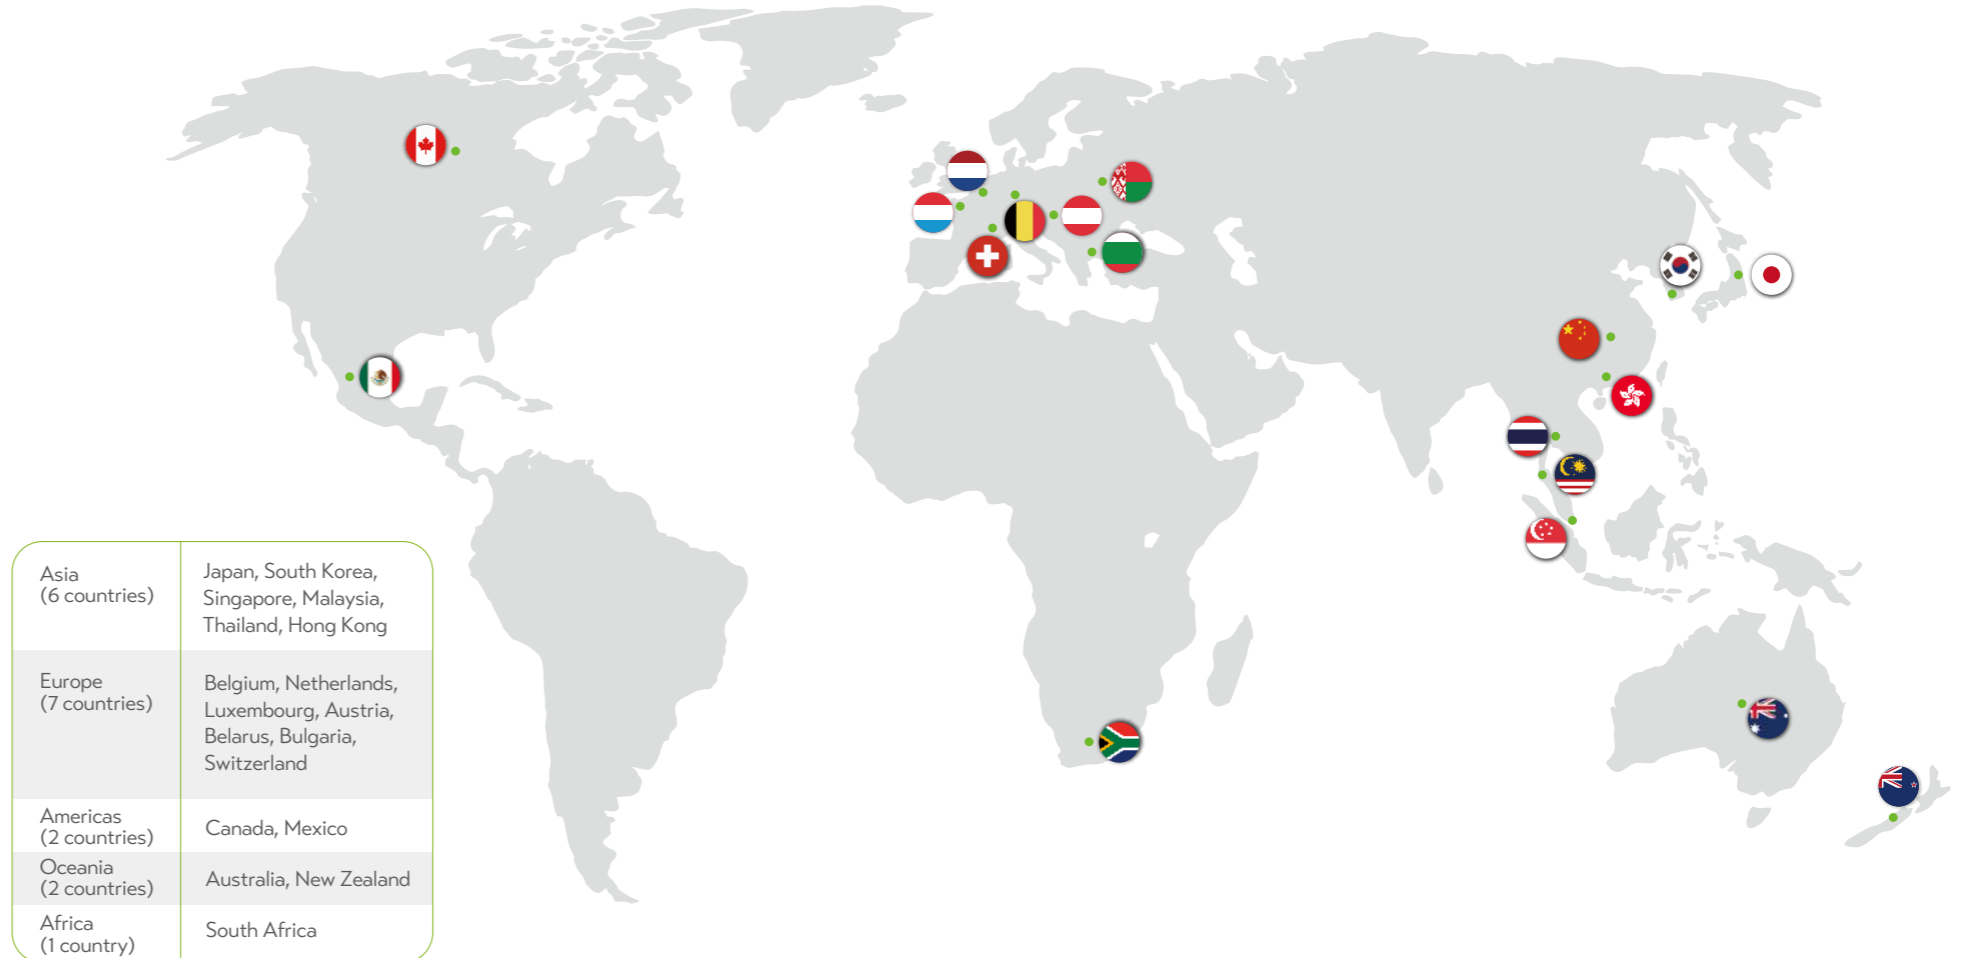 Asia
(6 countries)
Japan, South Korea,
Singapore, Malaysia,
Thailand, Hong Kong
Europe
(7 countries)
Belgium, Netherlands,
Luxembourg, Austria,
Belarus, Bulgaria,
Switzerland
Americas
(2 countries)
Canada, Mexico
Oceania
(2 countries)
Australia, New Zealand
Africa
(1 country)
South Africa